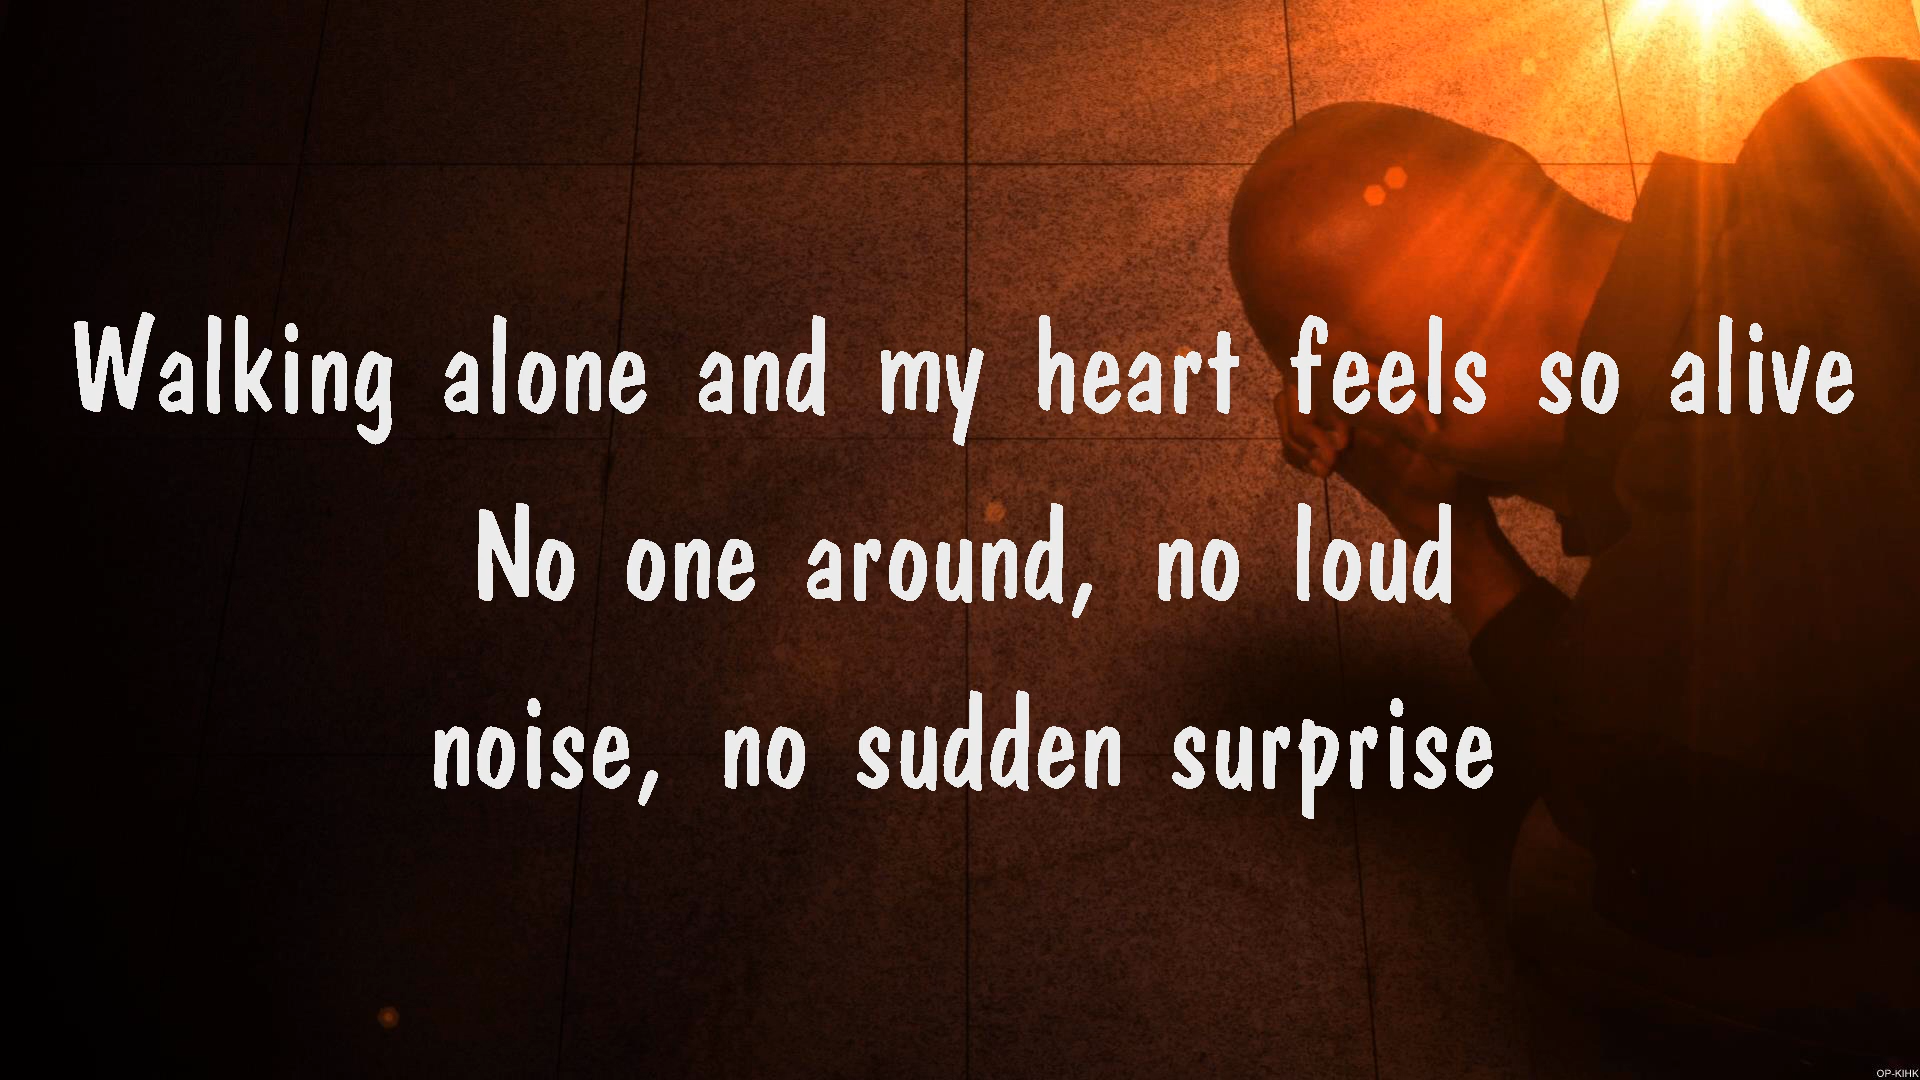 Walking alone and my heart feels so alive
No one around, no loud
noise, no sudden surprise
OP-KIHK